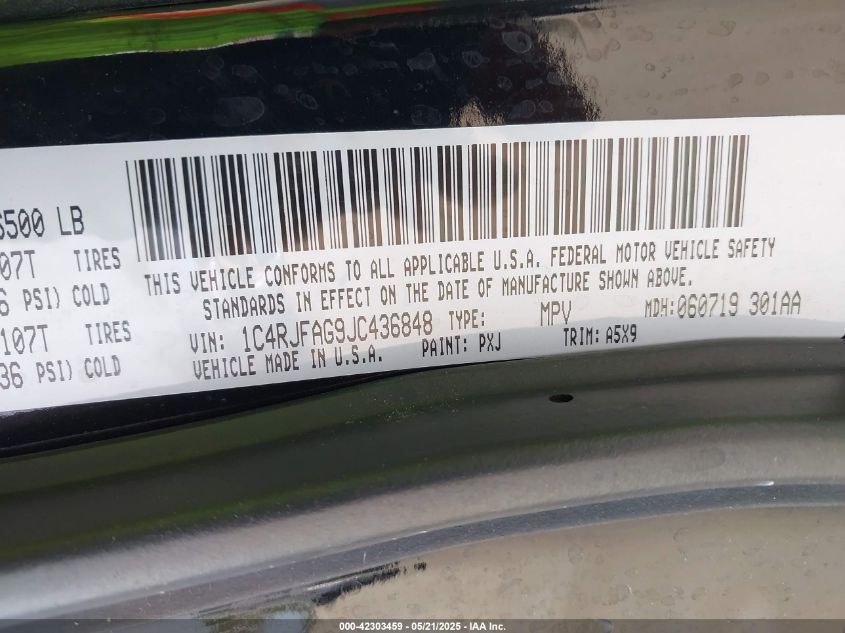 6500 LB
07T TIRES
6 PSI) COLD
107T TIRES
36 PSI) COLD
THIS VEHICLE CONFORMS TO ALL APPLICABLE U.S.A. FEDERAL MOTOR VEHICLE SAFETY
STANDARDS IN EFFECT ON THE DATE OF MANUFACTURE SHOWN ABOVE.
VIN: 1C4RJFAG9JC436848 TYPE: MPV MDH:060719 301AA
VEHICLE MADE IN U.S.A. PAINT: PXJ TRIM: A5X9
000-42303459 - 05/21/2025 - IAA Inc.